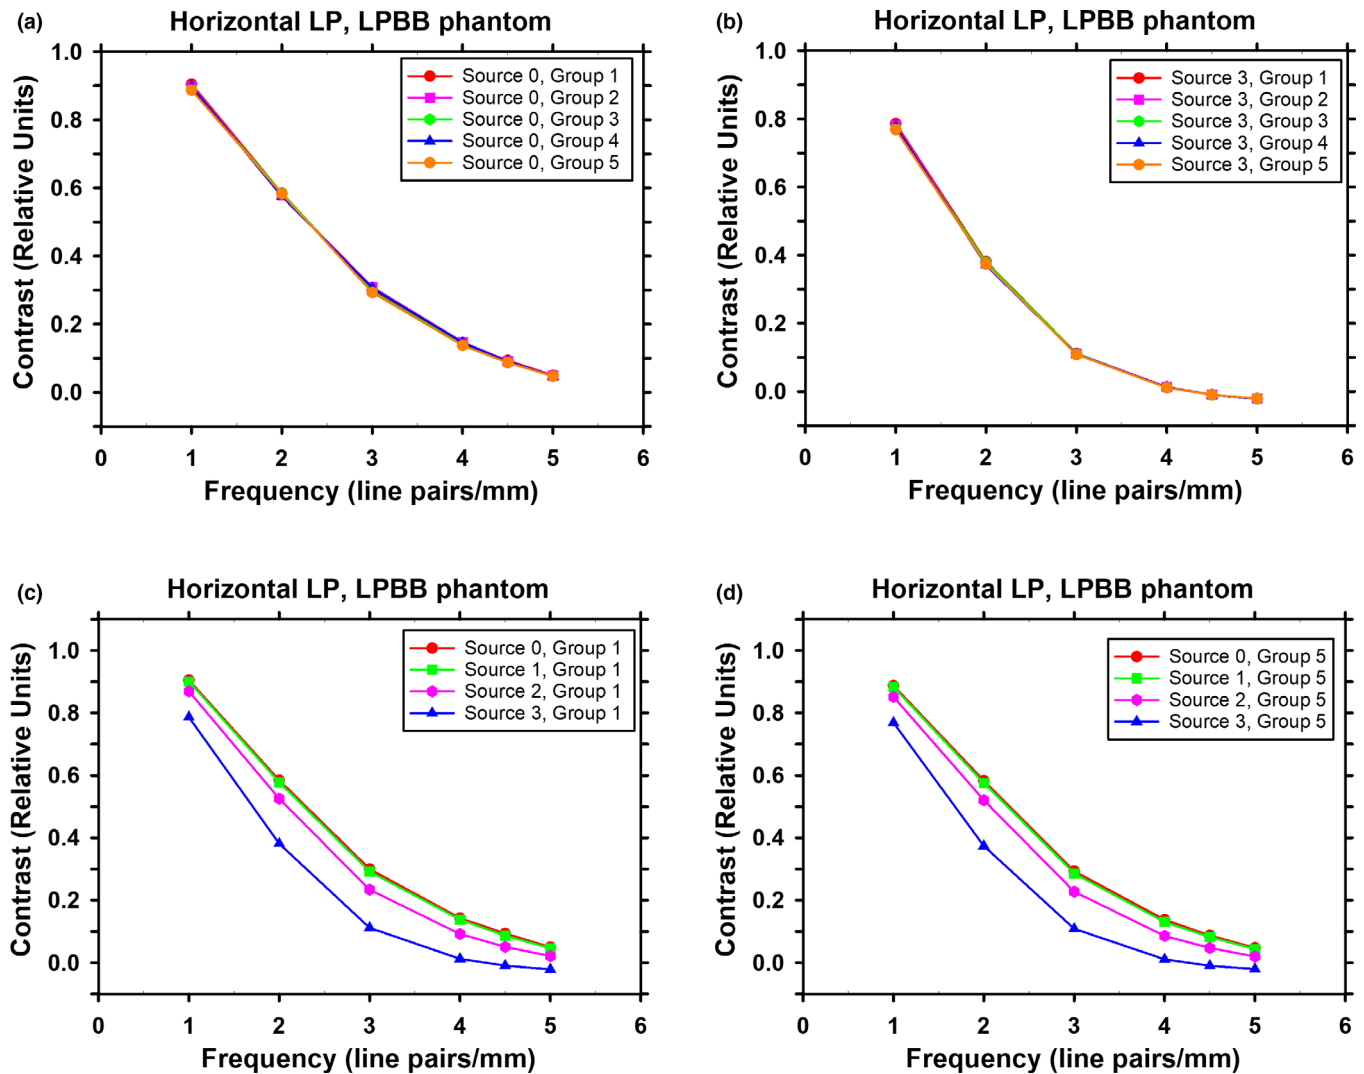 (a)
Horizontal LP, LPBB phantom
Contrast (Relative Units)
1.0
0.8
0.6
0.4
0.2
0.0
Source 0, Group 1
Source 0, Group 2
Source 0, Group 3
Source 0, Group 4
Source 0, Group 5
0 1 2 3 4 5 6
Frequency (line pairs/mm)
(b)
Horizontal LP, LPBB phantom
Contrast (Relative Units)
1.0
0.8
0.6
0.4
0.2
0.0
Source 3, Group 1
Source 3, Group 2
Source 3, Group 3
Source 3, Group 4
Source 3, Group 5
0 1 2 3 4 5 6
Frequency (line pairs/mm)
(c)
Horizontal LP, LPBB phantom
Contrast (Relative Units)
1.0
0.8
0.6
0.4
0.2
0.0
Source 0, Group 1
Source 1, Group 1
Source 2, Group 1
Source 3, Group 1
0 1 2 3 4 5 6
Frequency (line pairs/mm)
(d)
Horizontal LP, LPBB phantom
Contrast (Relative Units)
1.0
0.8
0.6
0.4
0.2
0.0
Source 0, Group 5
Source 1, Group 5
Source 2, Group 5
Source 3, Group 5
0 1 2 3 4 5 6
Frequency (line pairs/mm)